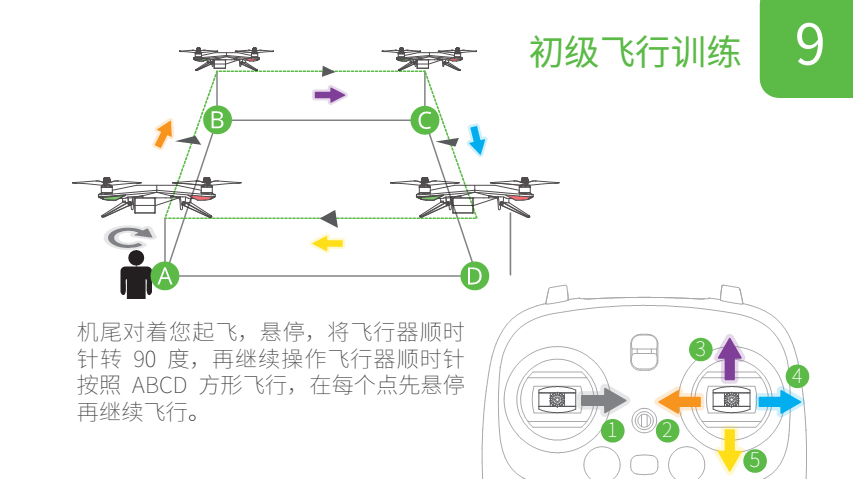 初级飞行训练
9
B
C
A
D
机尾对着您起飞，悬停，将飞行器顺时
针转 90 度，再继续操作飞行器顺时针
按照 ABCD 方形飞行，在每个点先悬停
再继续飞行。
3
4
1
2
5